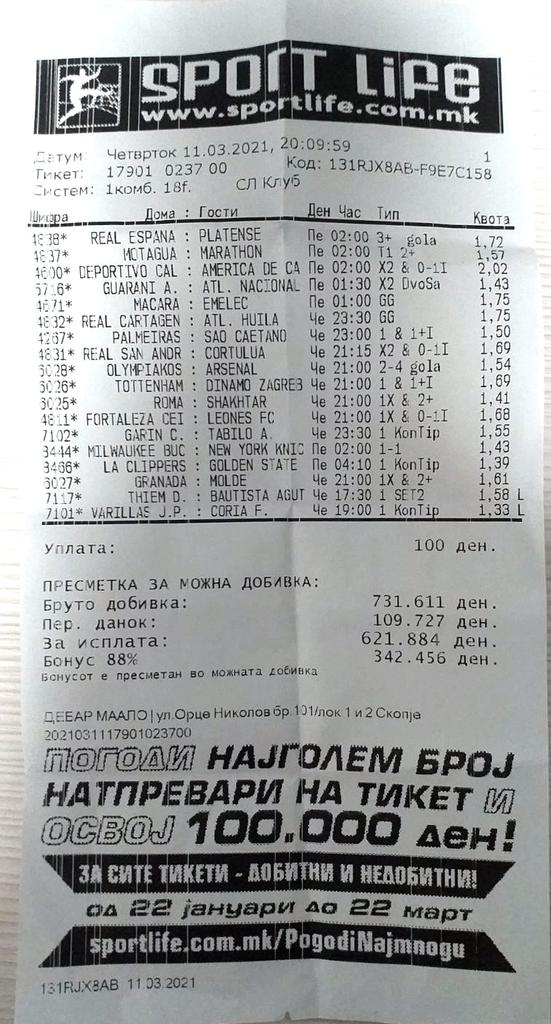 SPORT LiFe
www.sportlife.com.mk
Датум: Четврток 11.03.2021, 20:09:59 1
Тикет: 17901 0237 00 Код: 131RJX8AB-F9E7C158
Систем: 1комб. 18f. СЛ Клуб
Шифра Дома : Гости Ден Час Тип Квота
4838* REAL ESPANA : PLATENSE Пе 02:00 3+ gola 1,72
4837* MOTAGUA : MARATHON Пе 02:00 T1 2+ 1,57
4600* DEPORTIVO CAL : AMERICA DE CA Пе 02:00 X2 & 0-1I 2,02
5716* GUARANI A. : ATL. NACIONAL Пе 01:30 X2 DvoSa 1,43
4671* MACARA : EMELEC Пе 01:00 GG 1,75
4832* REAL CARTAGEN : ATL. HUILA Че 23:30 GG 1,75
4267* PALMEIRAS : SAO CAETANO Че 23:00 1 & 1+I 1,50
4831* REAL SAN ANDR : CORTULUA Че 21:15 X2 & 0-1I 1,69
6028* OLYMPIAKOS : ARSENAL Че 21:00 2-4 gola 1,54
6026* TOTTENHAM : DINAMO ZAGREB Че 21:00 1 & 1+I 1,69
6025* ROMA : SHAKHTAR Че 21:00 1X & 2+ 1,41
4811* FORTALEZA CEI : LEONES FC Че 21:00 1X & 0-1I 1,68
7102* GARIN C. : TABILO A. Че 23:30 1 KonTip 1,55
3444* MILWAUKEE BUC : NEW YORK KNIC Пе 02:00 1-1 1,43
3466* LA CLIPPERS : GOLDEN STATE Пе 04:10 1 KonTip 1,39
6027* GRANADA : MOLDE Че 21:00 1X & 2+ 1,61
7117* THIEM D. : BAUTISTA AGUT Че 17:30 1 SET2 1,58 L
7101* VARILLAS J.P. : CORIA F. Че 19:00 1 KonTip 1,33 L
Уплата: 100 ден.
ПРЕСМЕТКА ЗА МОЖНА ДОБИВКА:
Бруто добивка: 731.611 ден.
Пер. данок: 109.727 ден.
За исплата: 621.884 ден.
Бонус 88% 342.456 ден.
Бонусот е пресметан во можната добивка
ДЕБАР МААЛО | ул.Орце Николов бр.101/лок 1 и 2 Скопје
2021031117901023700
ПОГОДИ НАЈГОЛЕМ БРОЈ
НАТПРЕВАРИ НА ТИКЕТ И
ОСВОЈ 100.000 ден!
ЗА СИТЕ ТИКЕТИ - ДОБИТНИ И НЕДОБИТНИ!
од 22 јануари до 22 март
sportlife.com.mk/PogodiNajmnogu
131RJX8AB 11.03.2021